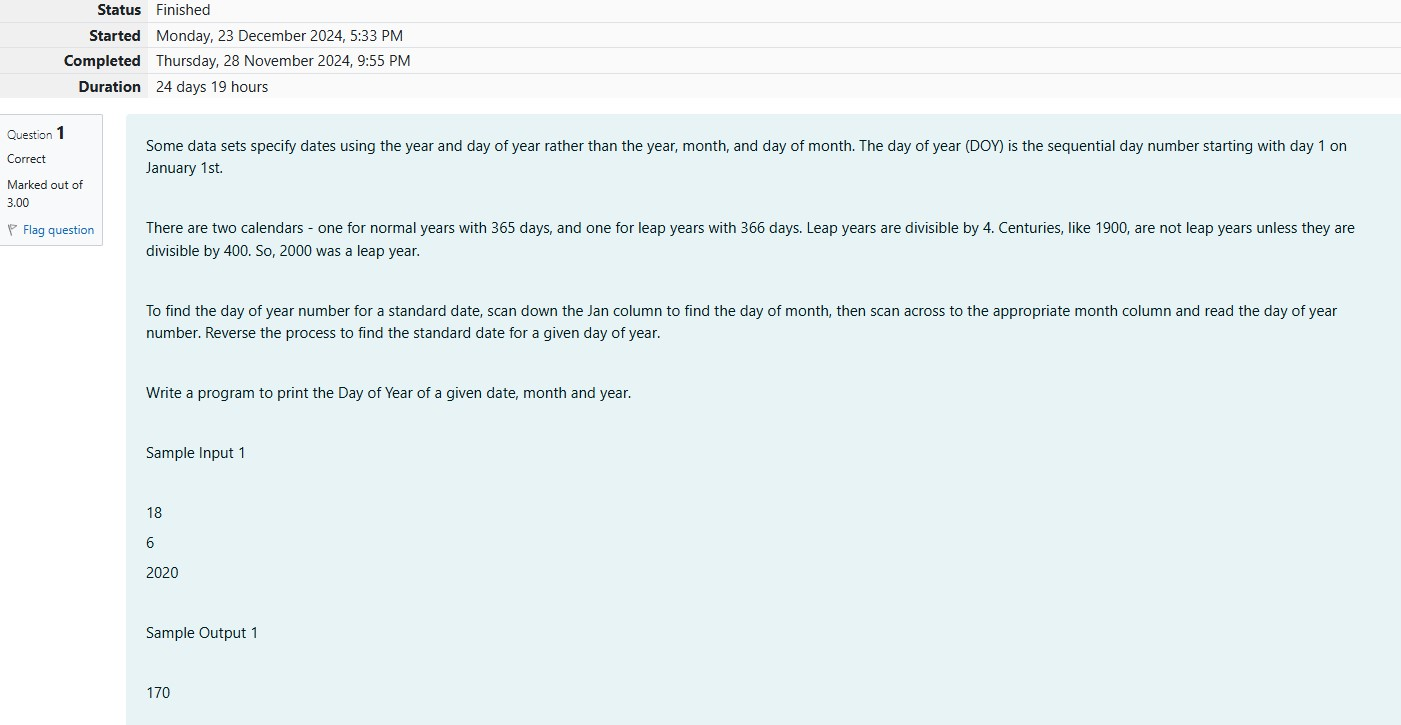 Status Finished
Started Monday, 23 December 2024, 5:33 PM
Completed Thursday, 28 November 2024, 9:55 PM
Duration 24 days 19 hours
Question 1
Correct
Marked out of
3.00
Flag question
Some data sets specify dates using the year and day of year rather than the year, month, and day of month. The day of year (DOY) is the sequential day number starting with day 1 on
January 1st.
There are two calendars - one for normal years with 365 days, and one for leap years with 366 days. Leap years are divisible by 4. Centuries, like 1900, are not leap years unless they are
divisible by 400. So, 2000 was a leap year.
To find the day of year number for a standard date, scan down the Jan column to find the day of month, then scan across to the appropriate month column and read the day of year
number. Reverse the process to find the standard date for a given day of year.
Write a program to print the Day of Year of a given date, month and year.
Sample Input 1
18
6
2020
Sample Output 1
170